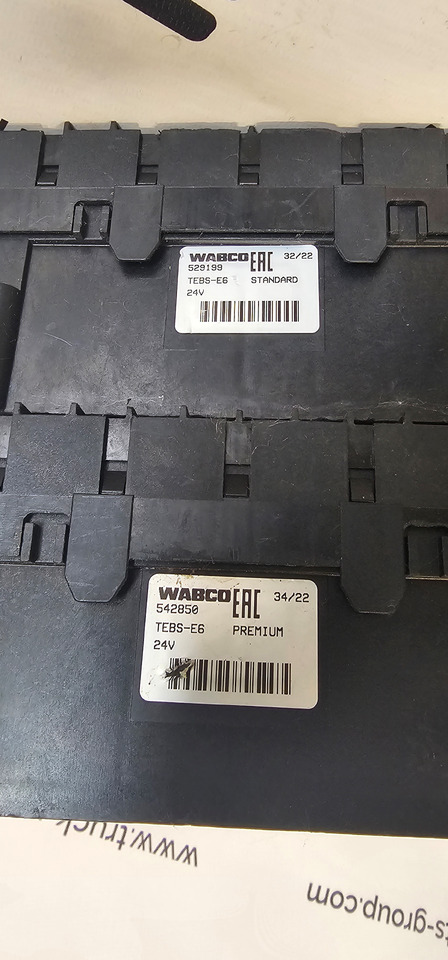 WABCO EAC 32/22
529199
TEBS-E6 STANDARD
24V
WABCO EAC 34/22
542850
TEBS-E6 PREMIUM
24V
www.truck
ts-group.com